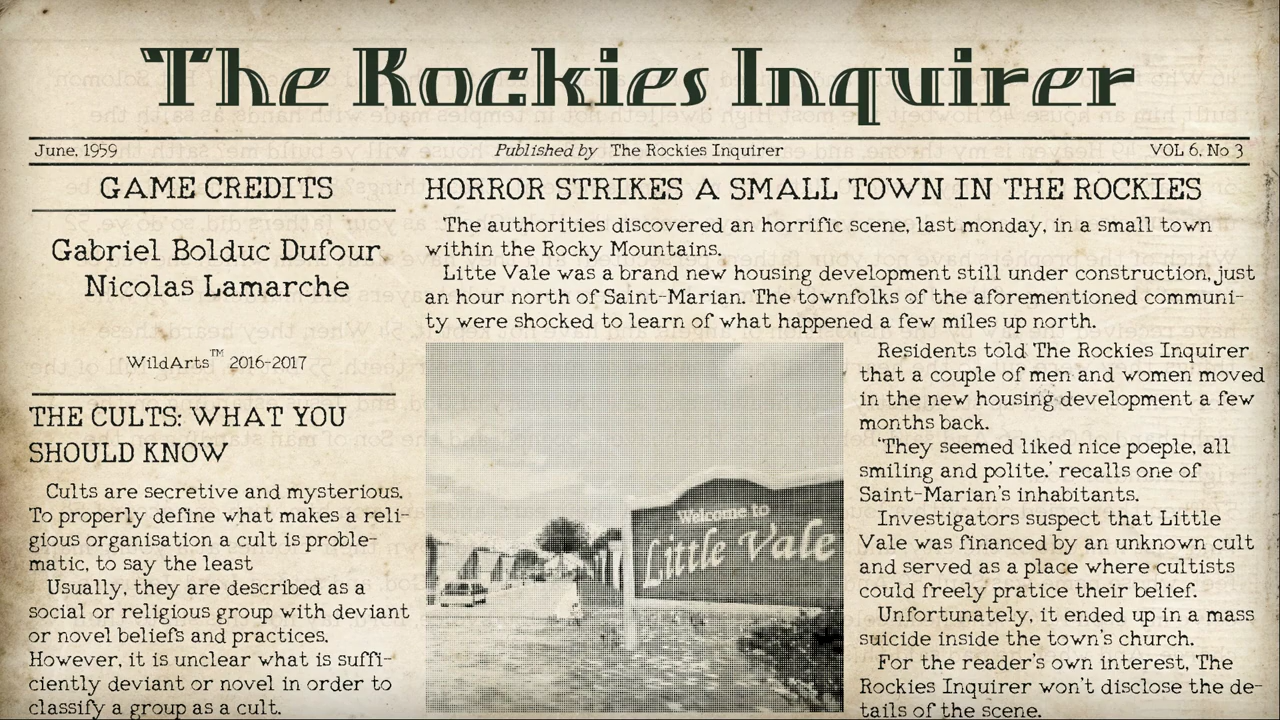 The Rockies Inquirer
June, 1959
Published by The Rockies Inquirer
VOL 6, No 3
GAME CREDITS
Gabriel Bolduc Dufour
Nicolas Lamarche
WildArts™ 2016-2017
THE CULTS: WHAT YOU
SHOULD KNOW
Cults are secretive and mysterious.
To properly define what makes a reli-
gious organisation a cult is proble-
matic, to say the least
Usually, they are described as a
social or religious group with deviant
or novel beliefs and practices.
However, it is unclear what is suffi-
ciently deviant or novel in order to
classify a group as a cult.
HORROR STRIKES A SMALL TOWN IN THE ROCKIES
The authorities discovered an horrific scene, last monday, in a small town
within the Rocky Mountains.
Litte Vale was a brand new housing development still under construction, just
an hour north of Saint-Marian. The townfolks of the aforementioned communi-
ty were shocked to learn of what happened a few miles up north.
Welcome to
Little Vale
Residents told The Rockies Inquirer
that a couple of men and women moved
in the new housing development a few
months back.
'They seemed liked nice poeple, all
smiling and polite.' recalls one of
Saint-Marian's inhabitants.
Investigators suspect that Little
Vale was financed by an unknown cult
and served as a place where cultists
could freely pratice their belief.
Unfortunately, it ended up in a mass
suicide inside the town's church.
For the reader's own interest, The
Rockies Inquirer won't disclose the de-
tails of the scene.